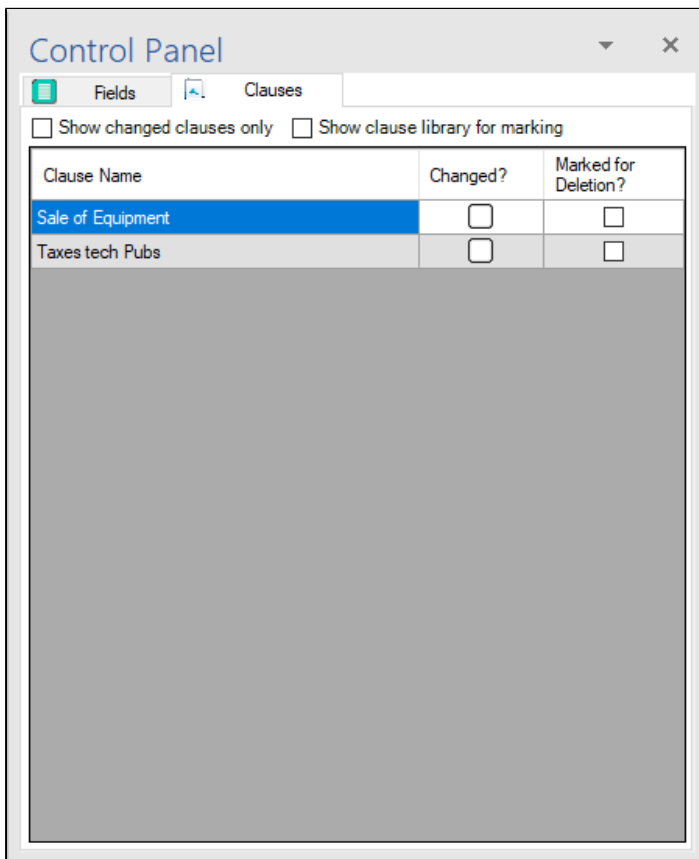 Control Panel
Fields Clauses
Show changed clauses only Show clause library for marking
Clause Name Changed? Marked for
Deletion?
Sale of Equipment
Taxes tech Pubs